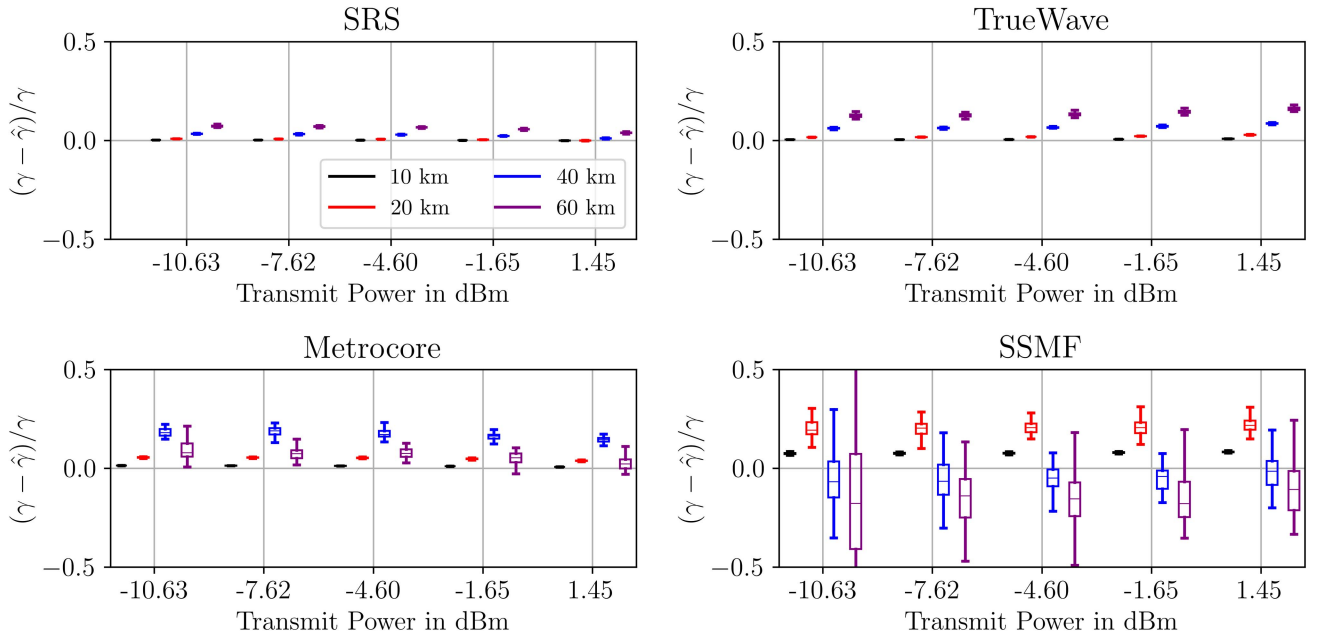 SRS
0.5
0.0
−0.5
(γ − γ̂)/γ
10 km
20 km
40 km
60 km
-10.63 -7.62 -4.60 -1.65 1.45
Transmit Power in dBm
TrueWave
0.5
0.0
−0.5
(γ − γ̂)/γ
-10.63 -7.62 -4.60 -1.65 1.45
Transmit Power in dBm
Metrocore
0.5
0.0
−0.5
(γ − γ̂)/γ
-10.63 -7.62 -4.60 -1.65 1.45
Transmit Power in dBm
SSMF
0.5
0.0
−0.5
(γ − γ̂)/γ
-10.63 -7.62 -4.60 -1.65 1.45
Transmit Power in dBm